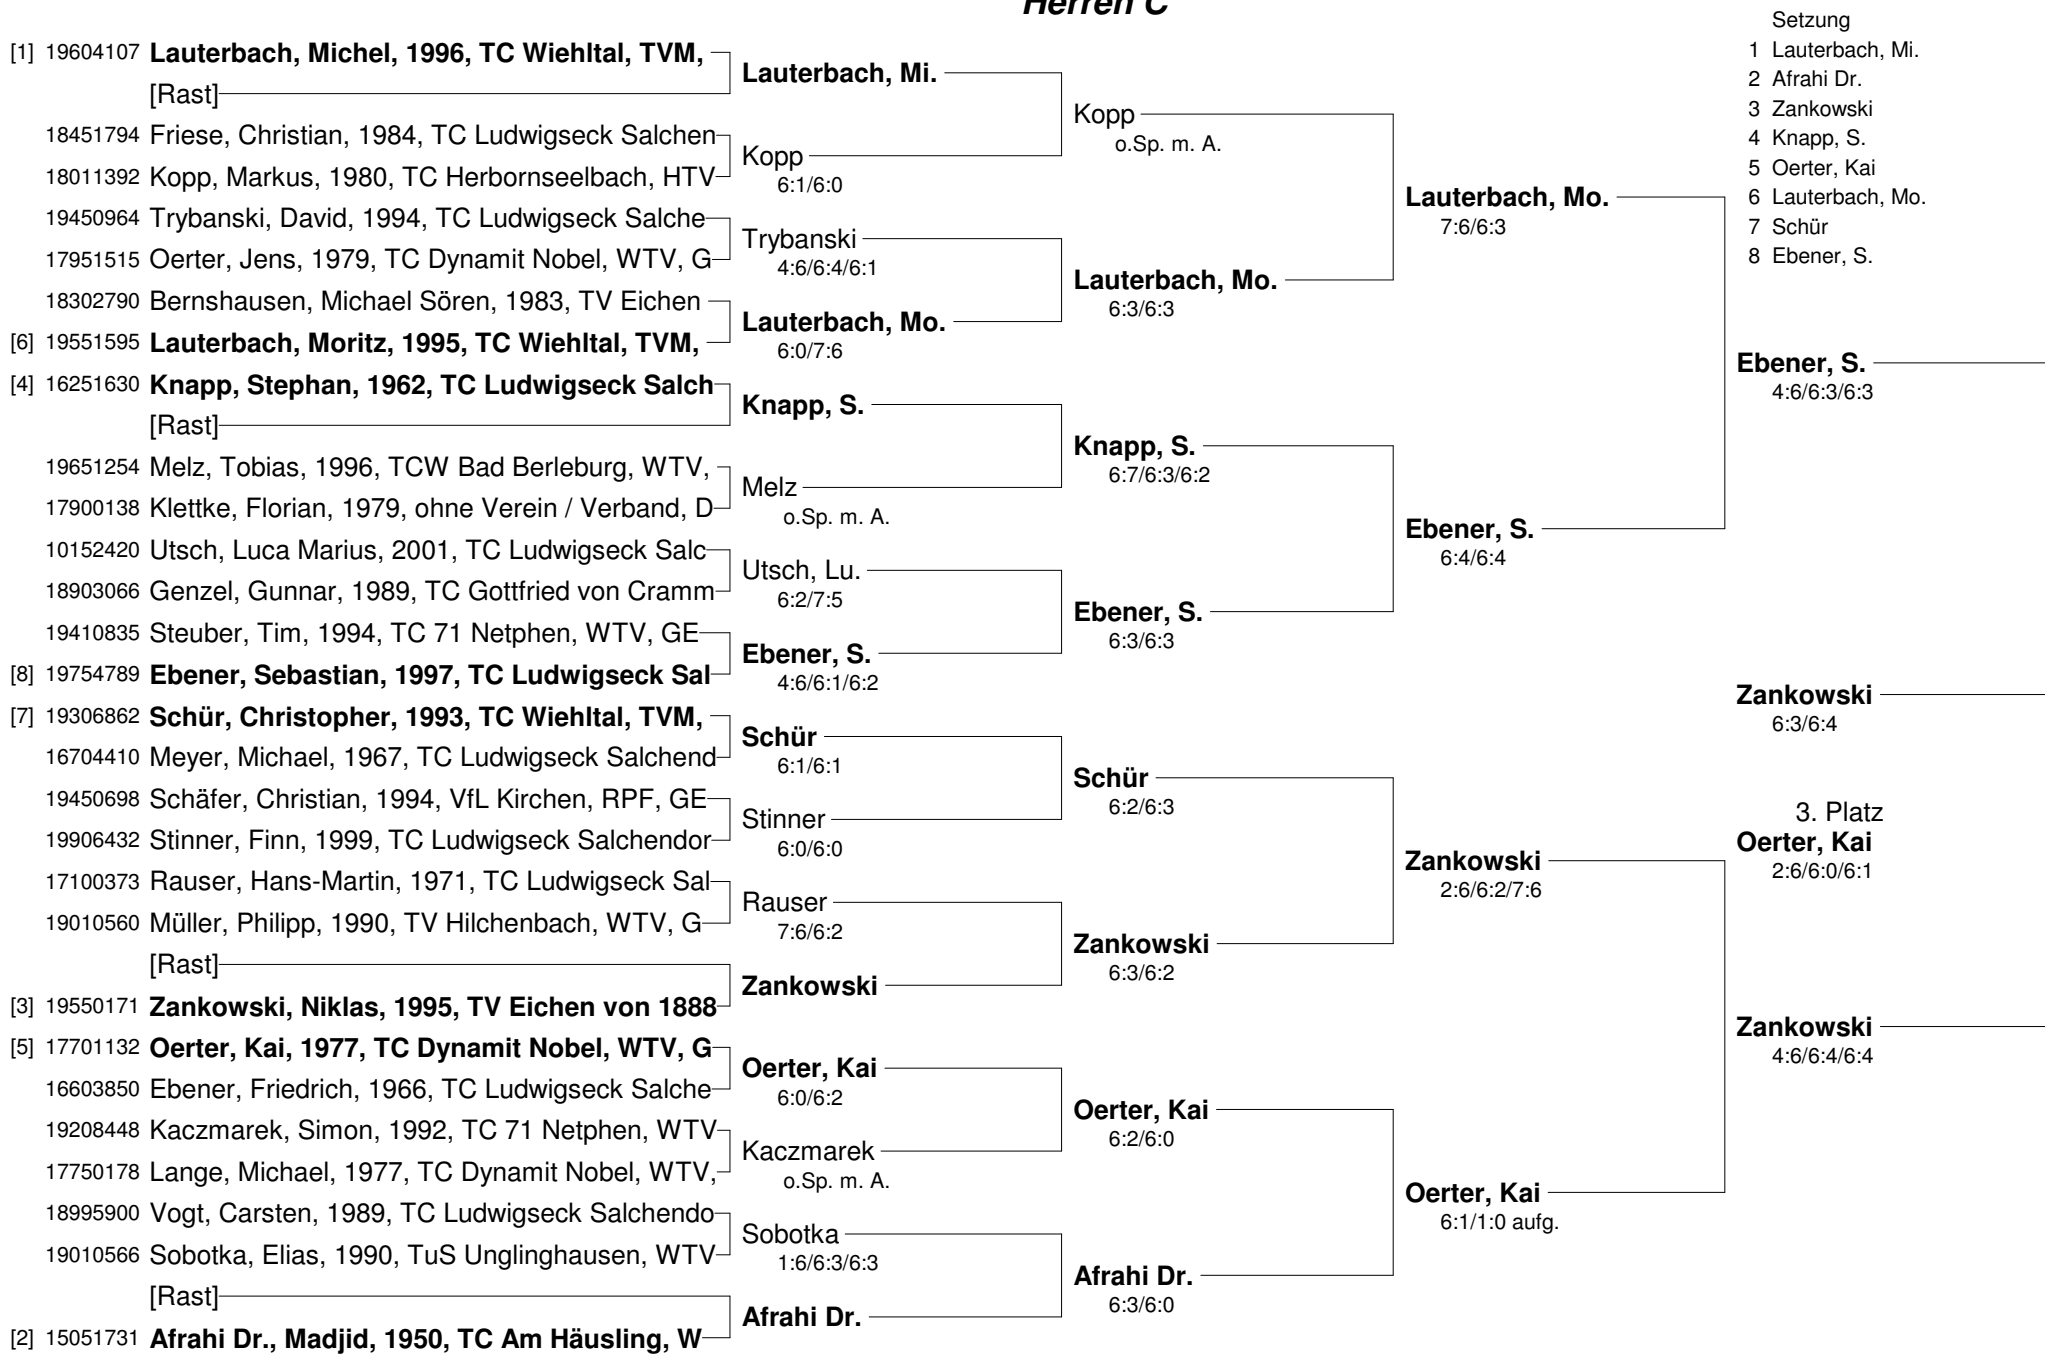 Herren C
Setzung
1 Lauterbach, Mi.
2 Afrahi Dr.
3 Zankowski
4 Knapp, S.
5 Oerter, Kai
6 Lauterbach, Mo.
7 Schür
8 Ebener, S.
[1] 19604107 Lauterbach, Michel, 1996, TC Wiehltal, TVM,
[Rast]
18451794 Friese, Christian, 1984, TC Ludwigseck Salchen
18011392 Kopp, Markus, 1980, TC Herbornseelbach, HTV
19450964 Trybanski, David, 1994, TC Ludwigseck Salche
17951515 Oerter, Jens, 1979, TC Dynamit Nobel, WTV, G
18302790 Bernshausen, Michael Sören, 1983, TV Eichen
[6] 19551595 Lauterbach, Moritz, 1995, TC Wiehltal, TVM,
[4] 16251630 Knapp, Stephan, 1962, TC Ludwigseck Salch
[Rast]
19651254 Melz, Tobias, 1996, TCW Bad Berleburg, WTV,
17900138 Klettke, Florian, 1979, ohne Verein / Verband, D
10152420 Utsch, Luca Marius, 2001, TC Ludwigseck Salc
18903066 Genzel, Gunnar, 1989, TC Gottfried von Cramm
19410835 Steuber, Tim, 1994, TC 71 Netphen, WTV, GE
[8] 19754789 Ebener, Sebastian, 1997, TC Ludwigseck Sal
[7] 19306862 Schür, Christopher, 1993, TC Wiehltal, TVM,
16704410 Meyer, Michael, 1967, TC Ludwigseck Salchend
19450698 Schäfer, Christian, 1994, VfL Kirchen, RPF, GE
19906432 Stinner, Finn, 1999, TC Ludwigseck Salchendor
17100373 Rauser, Hans-Martin, 1971, TC Ludwigseck Sal
19010560 Müller, Philipp, 1990, TV Hilchenbach, WTV, G
[Rast]
[3] 19550171 Zankowski, Niklas, 1995, TV Eichen von 1888
[5] 17701132 Oerter, Kai, 1977, TC Dynamit Nobel, WTV, G
16603850 Ebener, Friedrich, 1966, TC Ludwigseck Salche
19208448 Kaczmarek, Simon, 1992, TC 71 Netphen, WTV
17750178 Lange, Michael, 1977, TC Dynamit Nobel, WTV,
18995900 Vogt, Carsten, 1989, TC Ludwigseck Salchendo
19010566 Sobotka, Elias, 1990, TuS Unglinghausen, WTV
[Rast]
[2] 15051731 Afrahi Dr., Madjid, 1950, TC Am Häusling, W
Lauterbach, Mi.
Kopp
6:1/6:0
Trybanski
4:6/6:4/6:1
Lauterbach, Mo.
6:0/7:6
Knapp, S.
Melz
o.Sp. m. A.
Utsch, Lu.
6:2/7:5
Ebener, S.
4:6/6:1/6:2
Schür
6:1/6:1
Stinner
6:0/6:0
Rauser
7:6/6:2
Zankowski
Oerter, Kai
6:0/6:2
Kaczmarek
o.Sp. m. A.
Sobotka
1:6/6:3/6:3
Afrahi Dr.
Kopp
o.Sp. m. A.
Lauterbach, Mo.
6:3/6:3
Knapp, S.
6:7/6:3/6:2
Ebener, S.
6:3/6:3
Schür
6:2/6:3
Zankowski
6:3/6:2
Oerter, Kai
6:2/6:0
Afrahi Dr.
6:3/6:0
Lauterbach, Mo.
7:6/6:3
Ebener, S.
6:4/6:4
Zankowski
2:6/6:2/7:6
Oerter, Kai
6:1/1:0 aufg.
Ebener, S.
4:6/6:3/6:3
Zankowski
6:3/6:4
3. Platz
Oerter, Kai
2:6/6:0/6:1
Zankowski
4:6/6:4/6:4